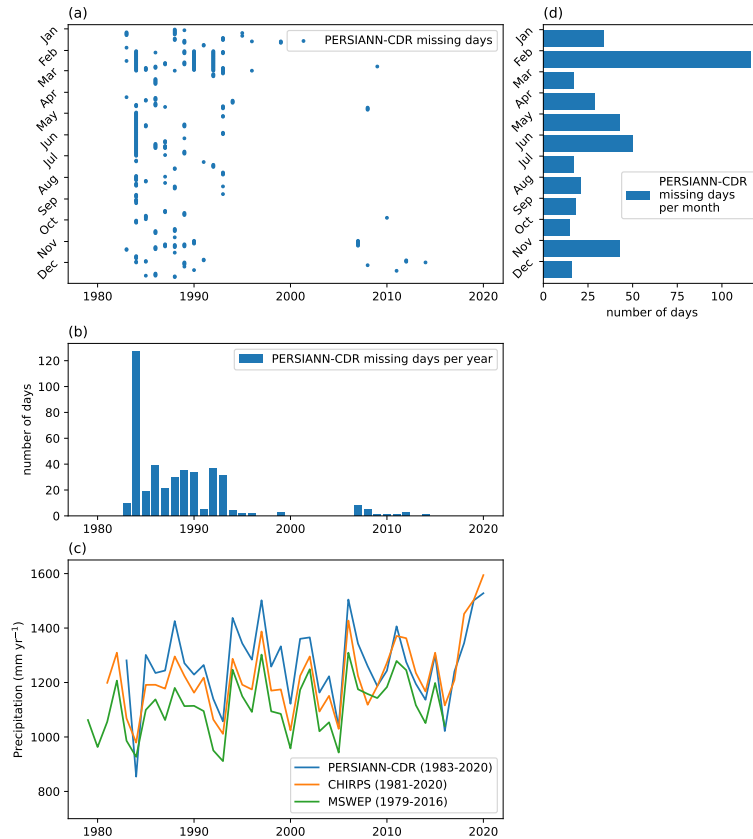 (a)
Jan
Feb
Mar
Apr
May
Jun
Jul
Aug
Sep
Oct
Nov
Dec
PERSIANN-CDR missing days
1980 1990 2000 2010 2020
(d)
Jan
Feb
Mar
Apr
May
Jun
Jul
Aug
Sep
Oct
Nov
Dec
PERSIANN-CDR
missing days
per month
0 25 50 75 100
number of days
(b)
number of days
120
100
80
60
40
20
0
PERSIANN-CDR missing days per year
1980 1990 2000 2010 2020
(c)
Precipitation (mm yr⁻¹)
1600
1400
1200
1000
800
PERSIANN-CDR (1983-2020)
CHIRPS (1981-2020)
MSWEP (1979-2016)
1980 1990 2000 2010 2020